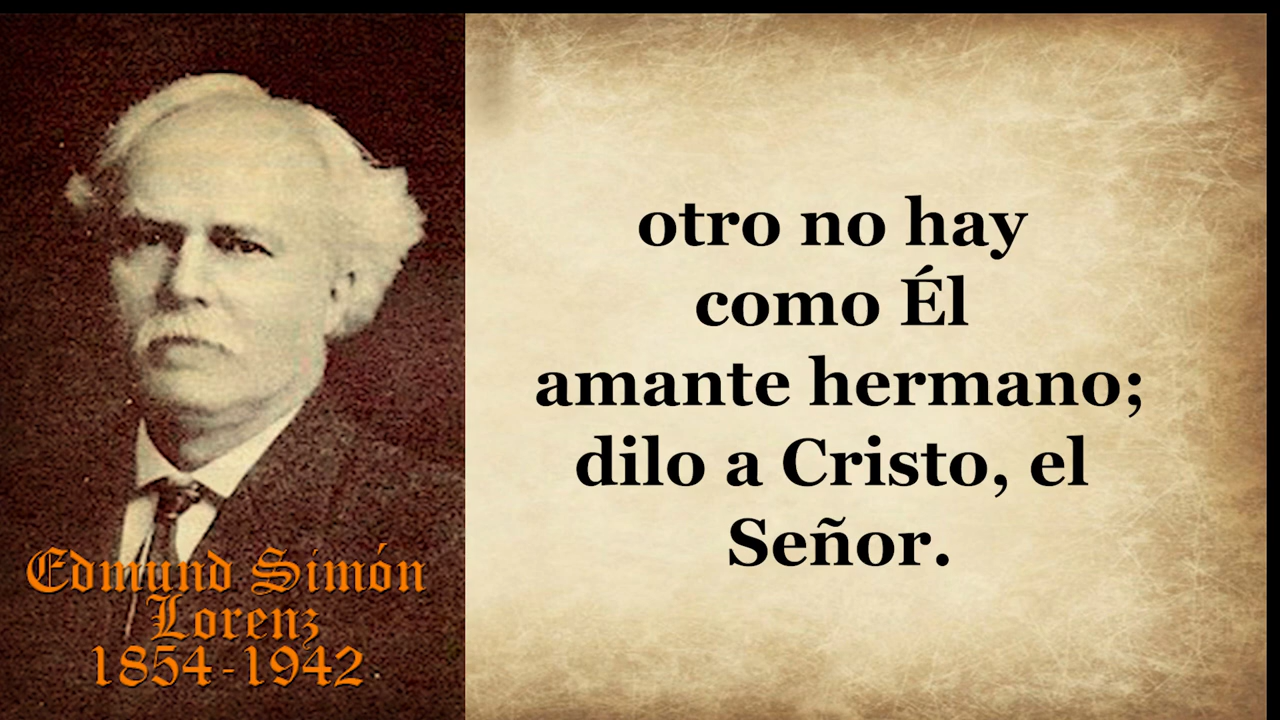 Edmund Simón
Lorenz
1854-1942
otro no hay
como Él
amante hermano;
dilo a Cristo, el
Señor.